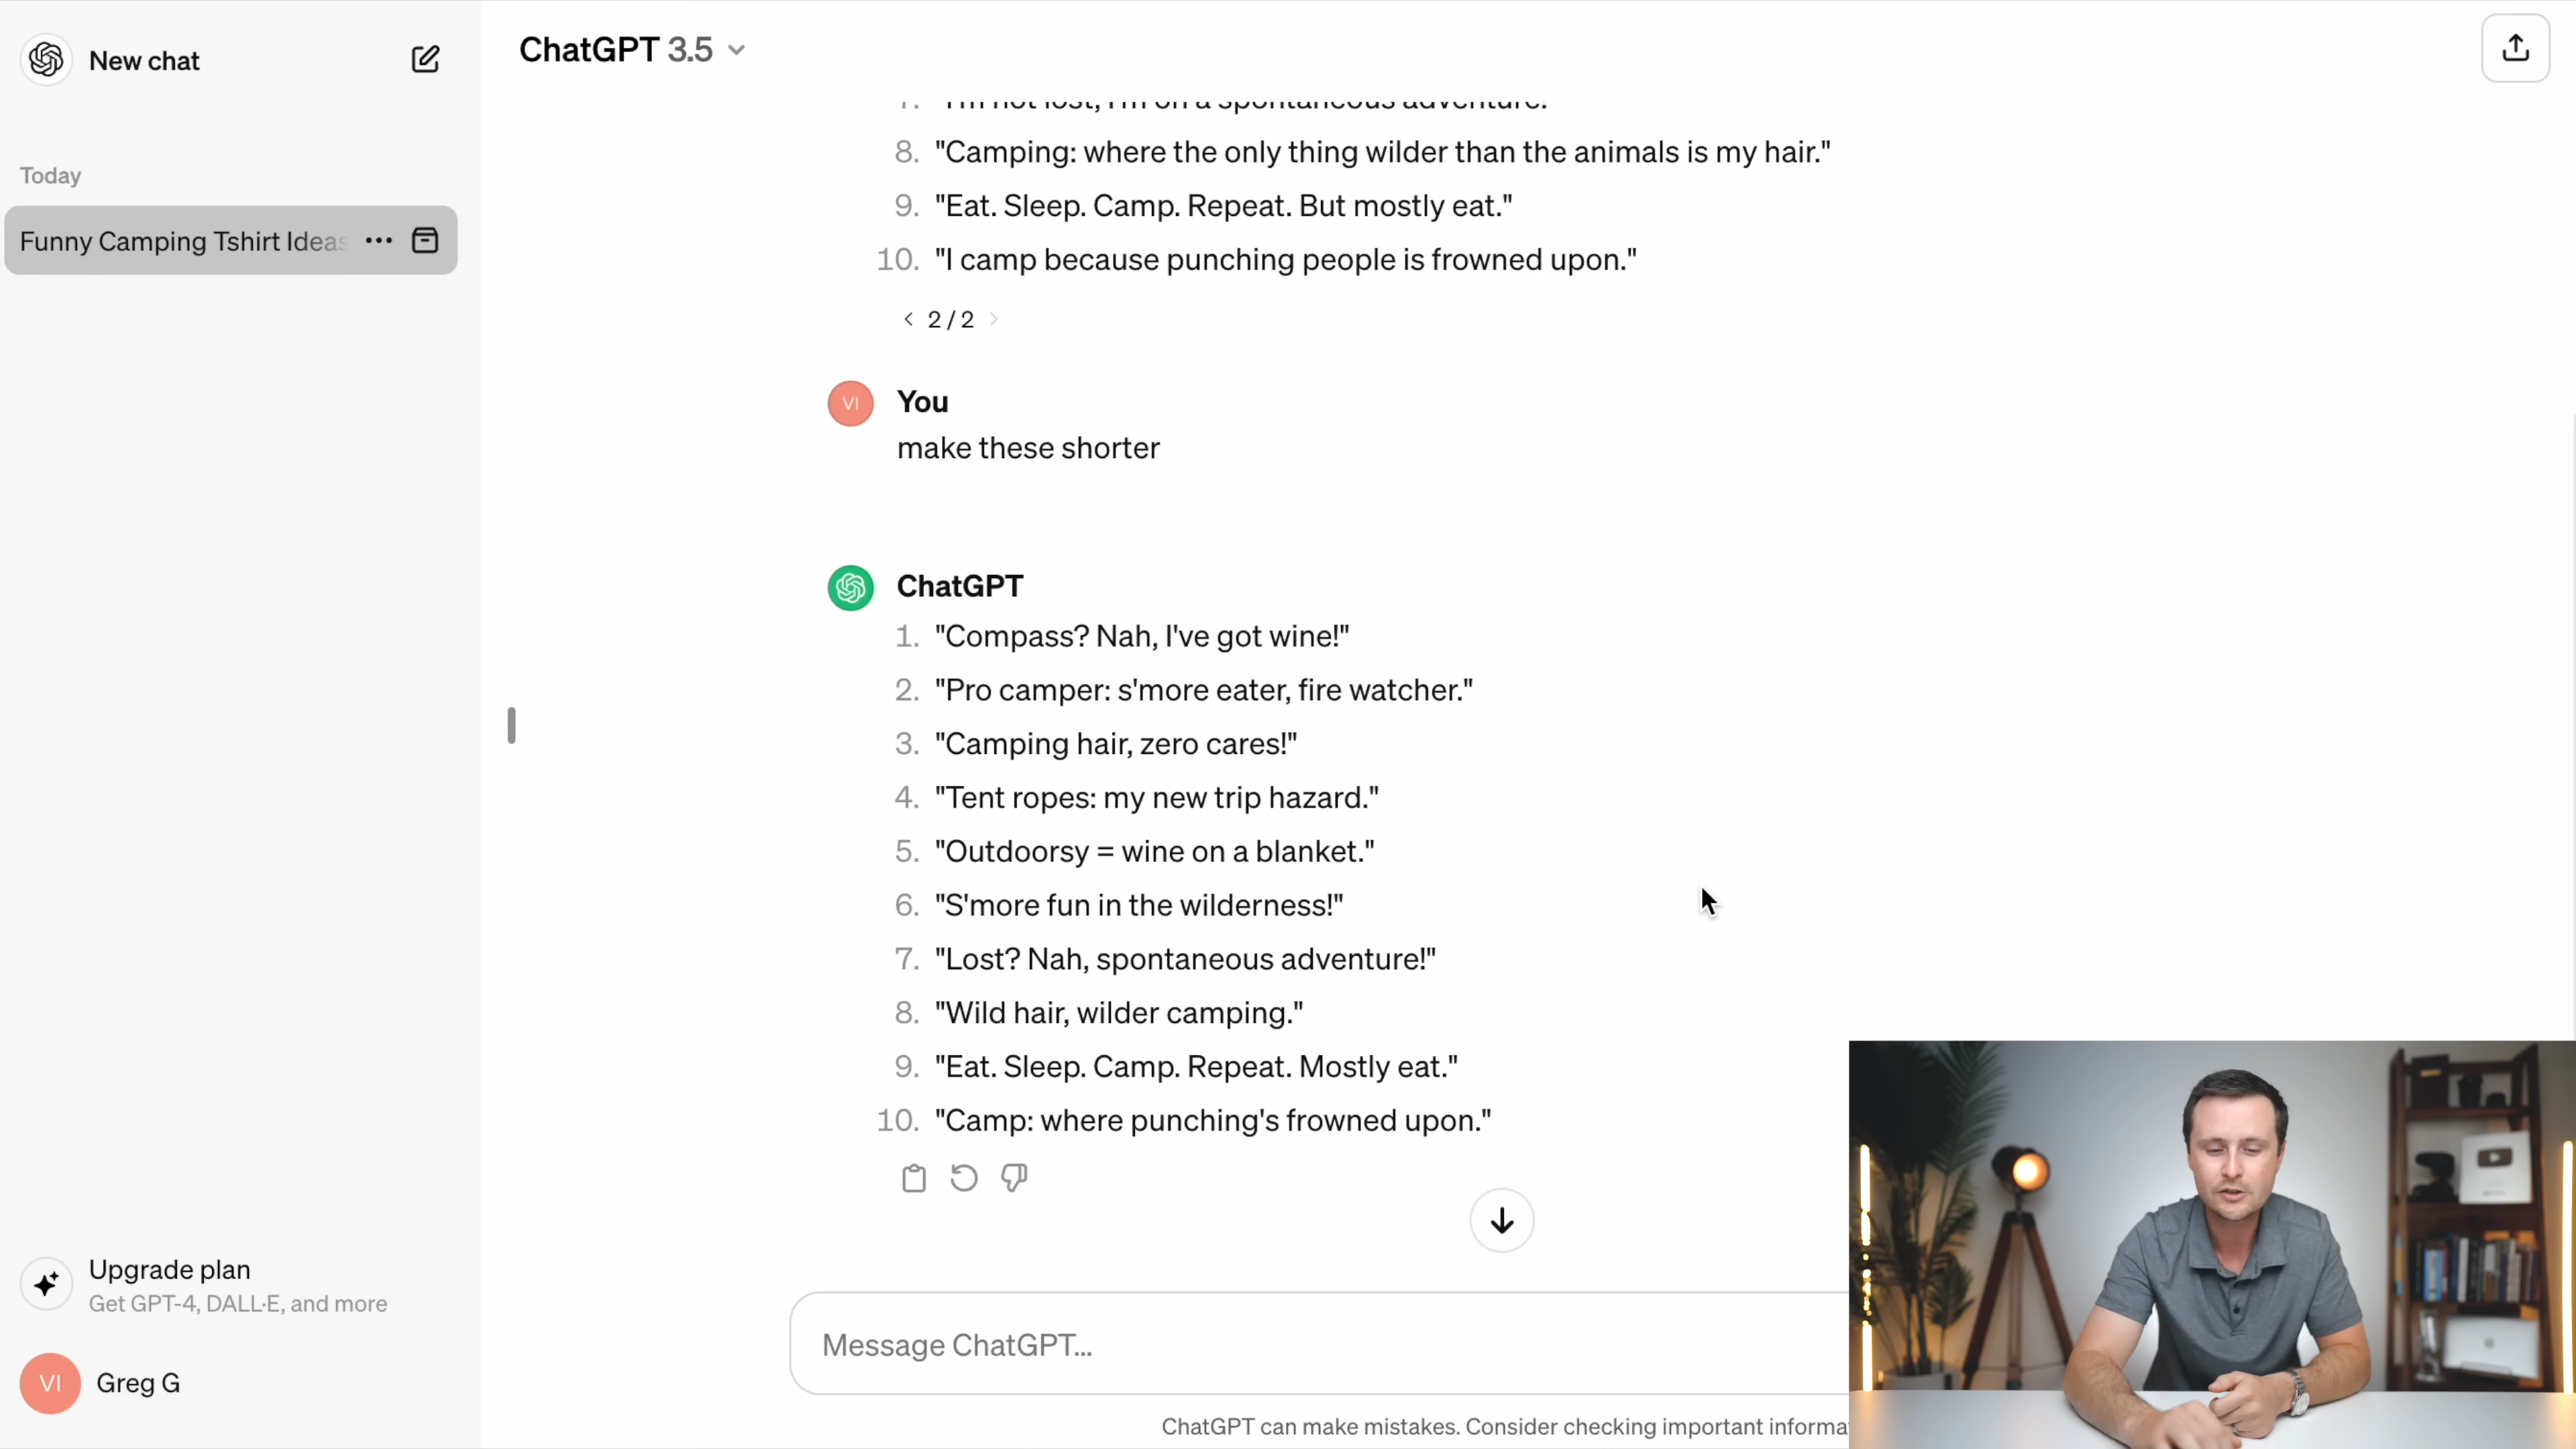 New chat
Today
Funny Camping Tshirt Ideas
ChatGPT 3.5
7. "I'm not lost, I'm on a spontaneous adventure."
8. "Camping: where the only thing wilder than the animals is my hair."
9. "Eat. Sleep. Camp. Repeat. But mostly eat."
10. "I camp because punching people is frowned upon."
< 2 / 2 >
VI
You
make these shorter
ChatGPT
1. "Compass? Nah, I've got wine!"
2. "Pro camper: s'more eater, fire watcher."
3. "Camping hair, zero cares!"
4. "Tent ropes: my new trip hazard."
5. "Outdoorsy = wine on a blanket."
6. "S'more fun in the wilderness!"
7. "Lost? Nah, spontaneous adventure!"
8. "Wild hair, wilder camping."
9. "Eat. Sleep. Camp. Repeat. Mostly eat."
10. "Camp: where punching's frowned upon."
Upgrade plan
Get GPT-4, DALL·E, and more
VI
Greg G
Message ChatGPT...
ChatGPT can make mistakes. Consider checking important informa